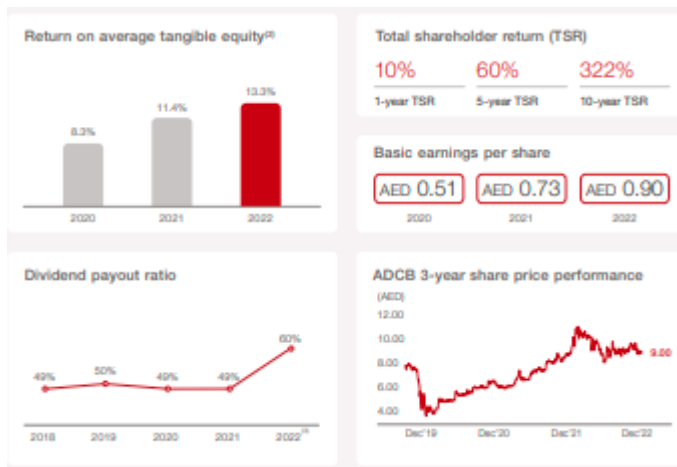 Return on average tangible equity⁽²⁾
13.3%
11.4%
8.3%
2020 2021 2022
Total shareholder return (TSR)
10% 60% 322%
1-year TSR 5-year TSR 10-year TSR
Basic earnings per share
AED 0.51 AED 0.73 AED 0.90
2020 2021 2022
Dividend payout ratio
60%
49% 50% 49% 49%
2018 2019 2020 2021 2022
ADCB 3-year share price performance
(AED)
12.00
10.00
9.00
8.00
6.00
4.00
Dec'19 Dec'20 Dec'21 Dec'22